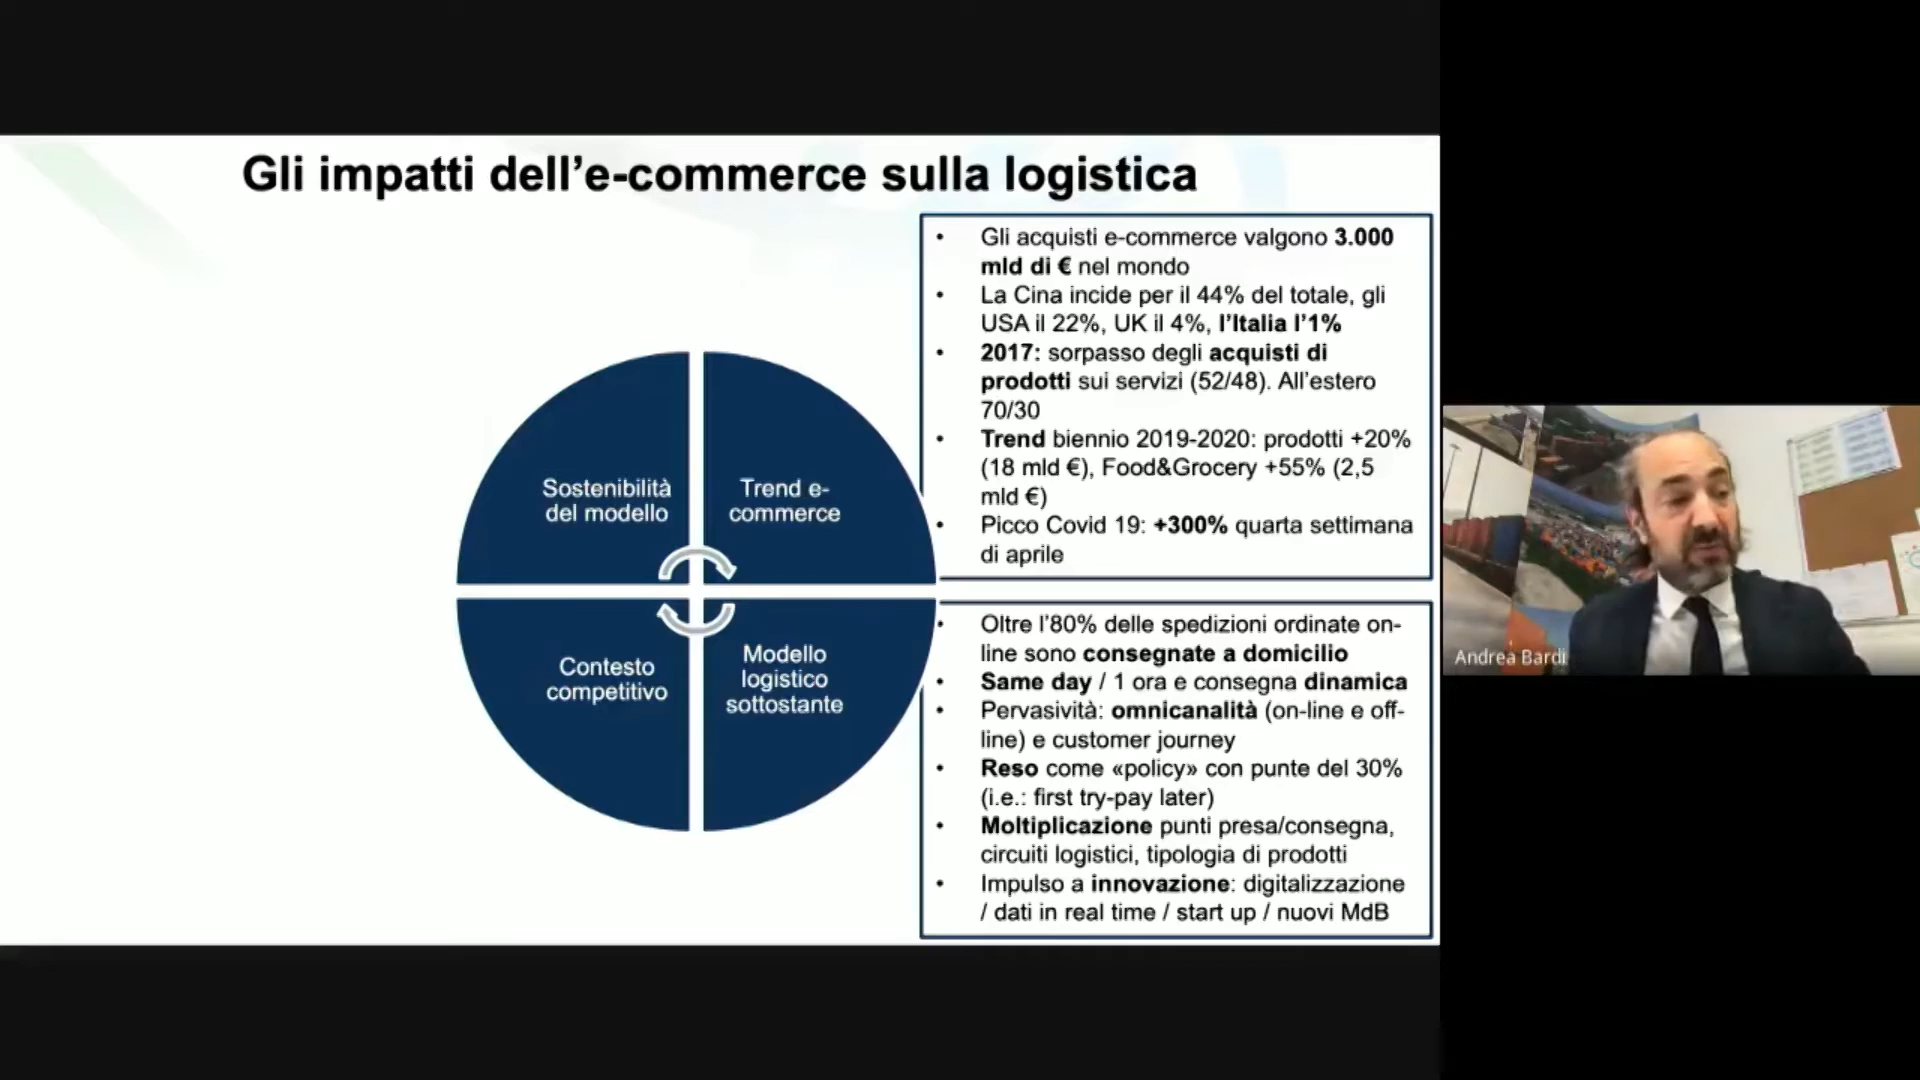 Gli impatti dell’e-commerce sulla logistica
Sostenibilità
del modello
Trend e-
commerce
Contesto
competitivo
Modello
logistico
sottostante
• Gli acquisti e-commerce valgono 3.000
mld di € nel mondo
• La Cina incide per il 44% del totale, gli
USA il 22%, UK il 4%, l’Italia l’1%
• 2017: sorpasso degli acquisti di
prodotti sui servizi (52/48). All’estero
70/30
• Trend biennio 2019-2020: prodotti +20%
(18 mld €), Food&Grocery +55% (2,5
mld €)
• Picco Covid 19: +300% quarta settimana
di aprile
• Oltre l’80% delle spedizioni ordinate on-
line sono consegnate a domicilio
• Same day / 1 ora e consegna dinamica
• Pervasività: omnicanalità (on-line e off-
line) e customer journey
• Reso come «policy» con punte del 30%
(i.e.: first try-pay later)
• Moltiplicazione punti presa/consegna,
circuiti logistici, tipologia di prodotti
• Impulso a innovazione: digitalizzazione
/ dati in real time / start up / nuovi MdB
Andrea Bardi